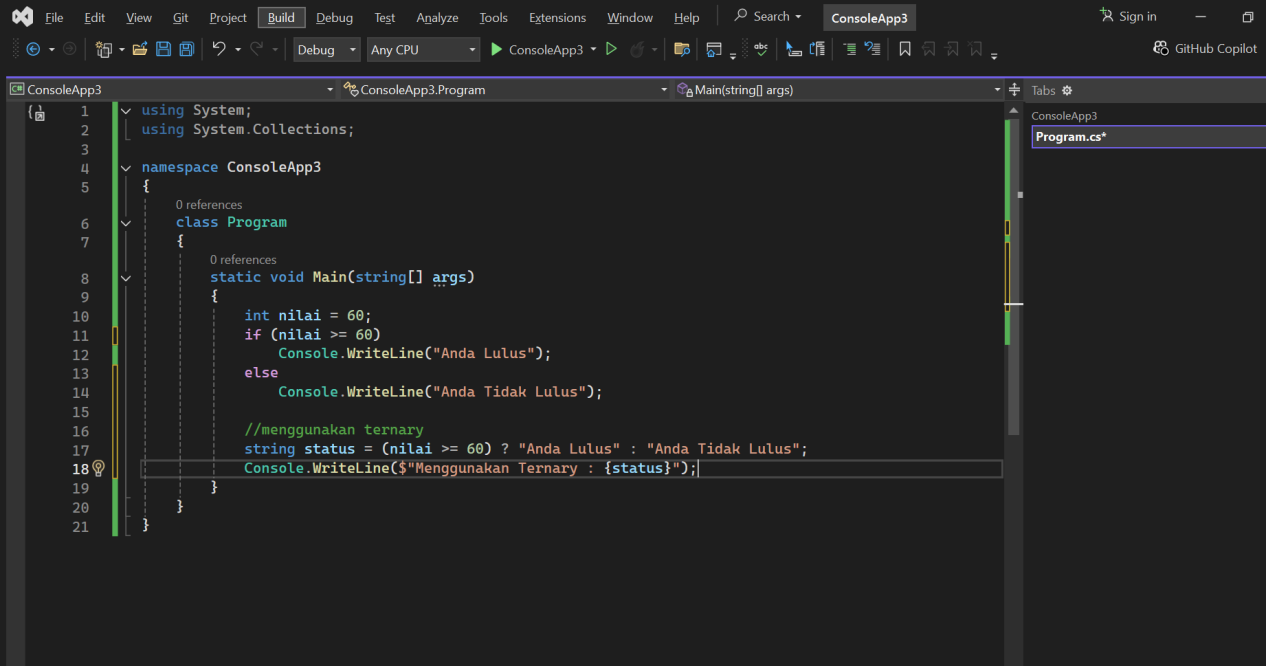 File Edit View Git Project Build Debug Test Analyze Tools Extensions Window Help Search ConsoleApp3 Sign in
Debug Any CPU ConsoleApp3 abc GitHub Copilot
C# ConsoleApp3 ConsoleApp3.Program Main(string[] args) Tabs
ConsoleApp3
Program.cs*
1 using System;
2 using System.Collections;
3
4 namespace ConsoleApp3
5 {
0 references
6 class Program
7 {
0 references
8 static void Main(string[] args)
9 {
10 int nilai = 60;
11 if (nilai >= 60)
12 Console.WriteLine("Anda Lulus");
13 else
14 Console.WriteLine("Anda Tidak Lulus");
15
16 //menggunakan ternary
17 string status = (nilai >= 60) ? "Anda Lulus" : "Anda Tidak Lulus";
18 Console.WriteLine($"Menggunakan Ternary : {status}");
19 }
20 }
21 }